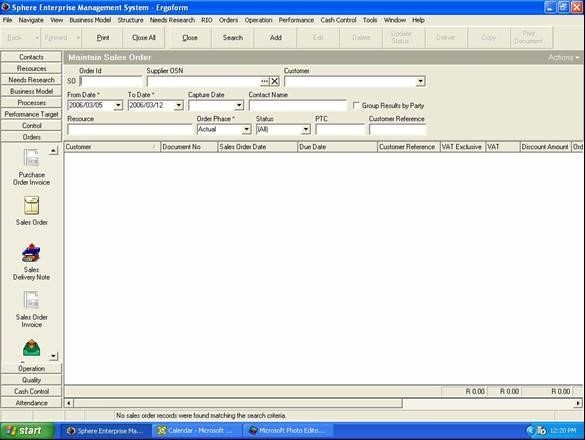 Sphere Enterprise Management System - Ergoform
File Navigate Business Model Structure Needs Research RIO Orders Operation Performance Cash Control Tools Window Help
Back Forward Print Close All Close Search Add Edit Delete Update Status Deliver Copy Print Document
Contacts
Resources
Needs Research
Business Model
Processes
Performance Target
Control
Orders
Purchase Order Invoice
Sales Order
Sales Delivery Note
Sales Order Invoice
Operation
Quality
Cash Control
Attendance
Maintain Sales Order Actions
Order Id Supplier OSN Customer
SO
From Date * To Date * Capture Date Contact Name
2006/03/05 2006/03/12 Group Results by Party
Resource Order Phase * Status PTC Customer Reference
Actual (All)
Customer / Document No Sales Order Date Due Date Customer Reference VAT Exclusive VAT Discount Amount Ord
R 0.00 R 0.00 R 0.00
No sales order records were found matching the search criteria.
start Sphere Enterprise Ma... Calendar - Microsoft ... Microsoft Photo Edito... 12:20 PM